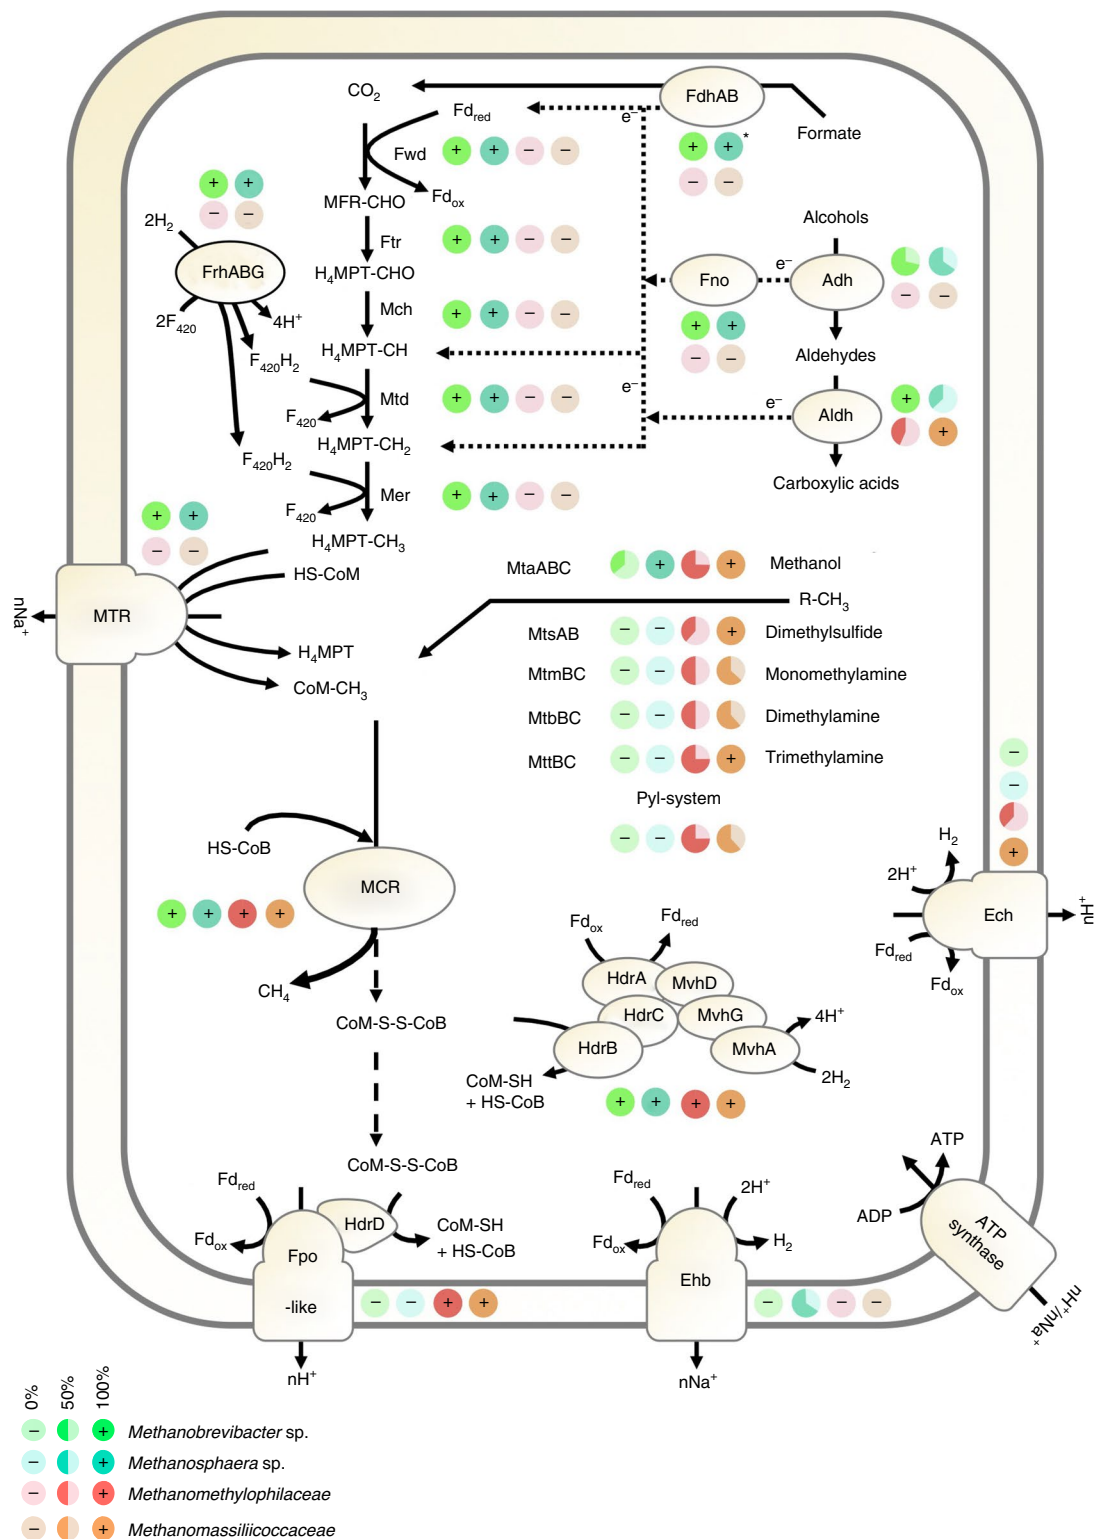 CO2
Fdred
Fwd
+ + − −
Fdox
MFR-CHO
Ftr
+ + − −
H4MPT-CHO
Mch
+ + − −
H4MPT-CH
Mtd
+ + − −
F420
H4MPT-CH2
Mer
+ + − −
F420
H4MPT-CH3
+ +
− −
2H2
FrhABG
2F420
4H+
F420H2
F420H2
FdhAB
e−
Formate
+ + *
− −
Alcohols
Fno
e−
Adh
+ +
− −
− −
Aldehydes
e−
e−
Aldh
+
+
Carboxylic acids
+ +
− −
HS-CoM
MTR
nNa+
H4MPT
CoM-CH3
MtaABC + + Methanol
R-CH3
MtsAB − − + Dimethylsulfide
MtmBC − − Monomethylamine
MtbBC − − Dimethylamine
MttBC − − + Trimethylamine
Pyl-system
− −
HS-CoB
MCR
+ + + +
CH4
CoM-S-S-CoB
CoM-S-S-CoB
Fdox
Fdred
HdrA
MvhD
HdrC
MvhG
HdrB
MvhA
4H+
2H2
CoM-SH
+ HS-CoB
+ + + +
−
−
+
H2
2H+
Ech
nH+
Fdred
Fdox
Fdred
HdrD
CoM-SH
+ HS-CoB
Fdox
Fpo
-like
− − + +
nH+
Fdred
2H+
Fdox
H2
Ehb
− − −
nNa+
ATP
ADP
ATP
synthase
nH+/nNa+
0% 50% 100%
− + Methanobrevibacter sp.
− + Methanosphaera sp.
− + Methanomethylophilaceae
− + Methanomassiliicoccaceae